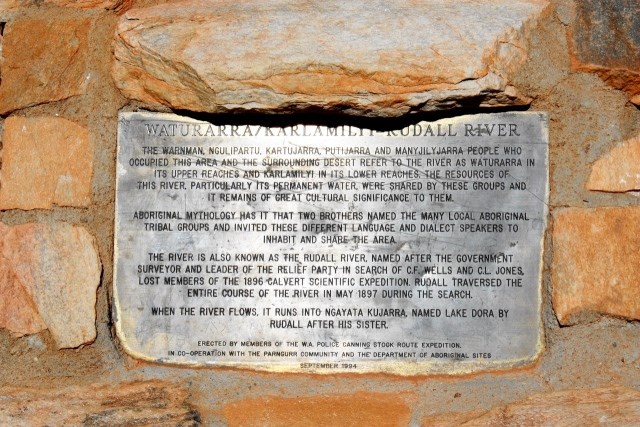 WATURARRA/KARLAMILYI-RUDALL RIVER
THE WARNMAN, NGULIPARTU, KARTUJARRA, PUTIJARRA AND MANYJILYJARRA PEOPLE WHO
OCCUPIED THIS AREA AND THE SURROUNDING DESERT REFER TO THE RIVER AS WATURARRA IN
ITS UPPER REACHES AND KARLAMILYI IN ITS LOWER REACHES. THE RESOURCES OF
THIS RIVER, PARTICULARLY ITS PERMANENT WATER, WERE SHARED BY THESE GROUPS AND
IT REMAINS OF GREAT CULTURAL SIGNIFICANCE TO THEM.
ABORIGINAL MYTHOLOGY HAS IT THAT TWO BROTHERS NAMED THE MANY LOCAL ABORIGINAL
TRIBAL GROUPS AND INVITED THESE DIFFERENT LANGUAGE AND DIALECT SPEAKERS TO
INHABIT AND SHARE THE AREA.
THE RIVER IS ALSO KNOWN AS THE RUDALL RIVER, NAMED AFTER THE GOVERNMENT
SURVEYOR AND LEADER OF THE RELIEF PARTY IN SEARCH OF C.F. WELLS AND C.L. JONES,
LOST MEMBERS OF THE 1896 CALVERT SCIENTIFIC EXPEDITION. RUDALL TRAVERSED THE
ENTIRE COURSE OF THE RIVER IN MAY 1897 DURING THE SEARCH.
WHEN THE RIVER FLOWS, IT RUNS INTO NGAYATA KUJARRA, NAMED LAKE DORA BY
RUDALL AFTER HIS SISTER.
ERECTED BY MEMBERS OF THE W.A. POLICE CANNING STOCK ROUTE EXPEDITION,
IN CO-OPERATION WITH THE PARNGURR COMMUNITY AND THE DEPARTMENT OF ABORIGINAL SITES
SEPTEMBER, 1994